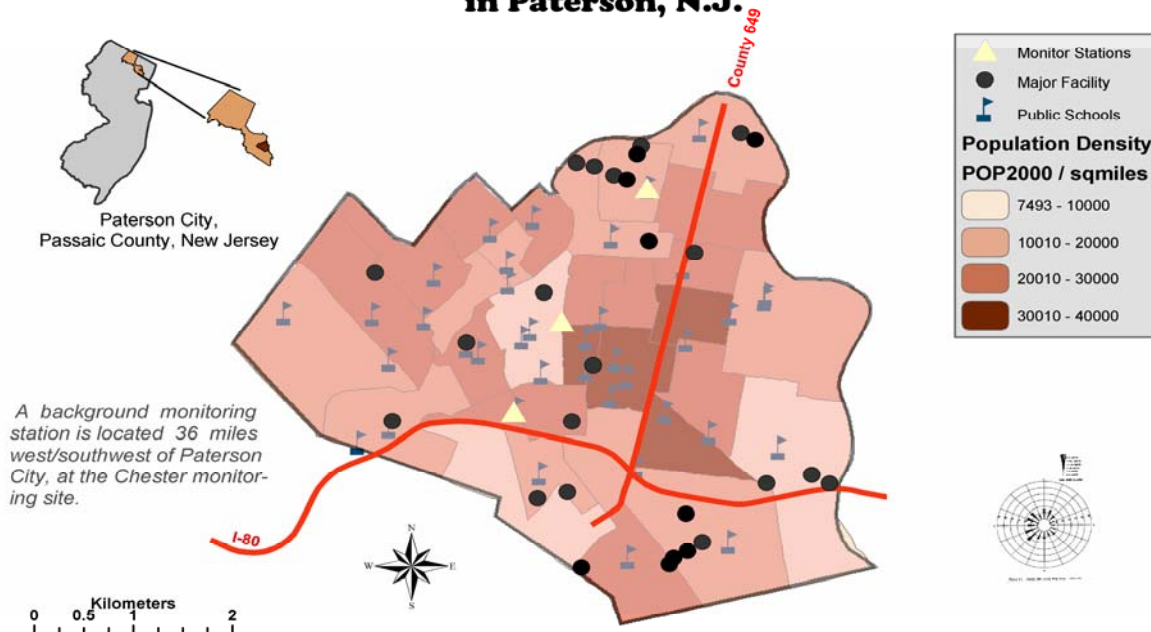 in Paterson, N.J.
County 649
Monitor Stations
Major Facility
Public Schools
Population Density
POP2000 / sqmiles
7493 - 10000
10010 - 20000
20010 - 30000
30010 - 40000
Paterson City,
Passaic County, New Jersey
A background monitoring
station is located 36 miles
west/southwest of Paterson
City, at the Chester monitor-
ing site.
I-80
N
W E
S
Kilometers
0 0.5 1 2